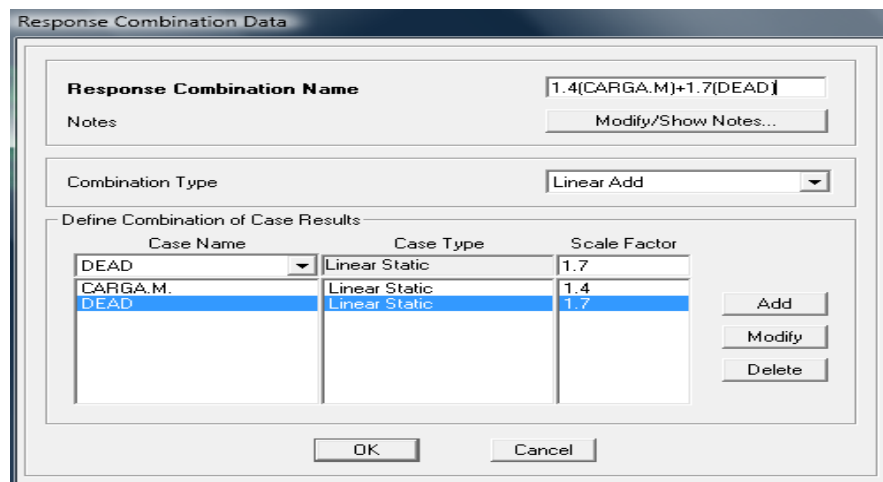 Response Combination Data
Response Combination Name 1.4(CARGA.M)+1.7(DEAD)
Notes Modify/Show Notes...
Combination Type Linear Add
Define Combination of Case Results
Case Name Case Type Scale Factor
DEAD Linear Static 1.7
CARGA.M. Linear Static 1.4
DEAD Linear Static 1.7
Add
Modify
Delete
OK Cancel